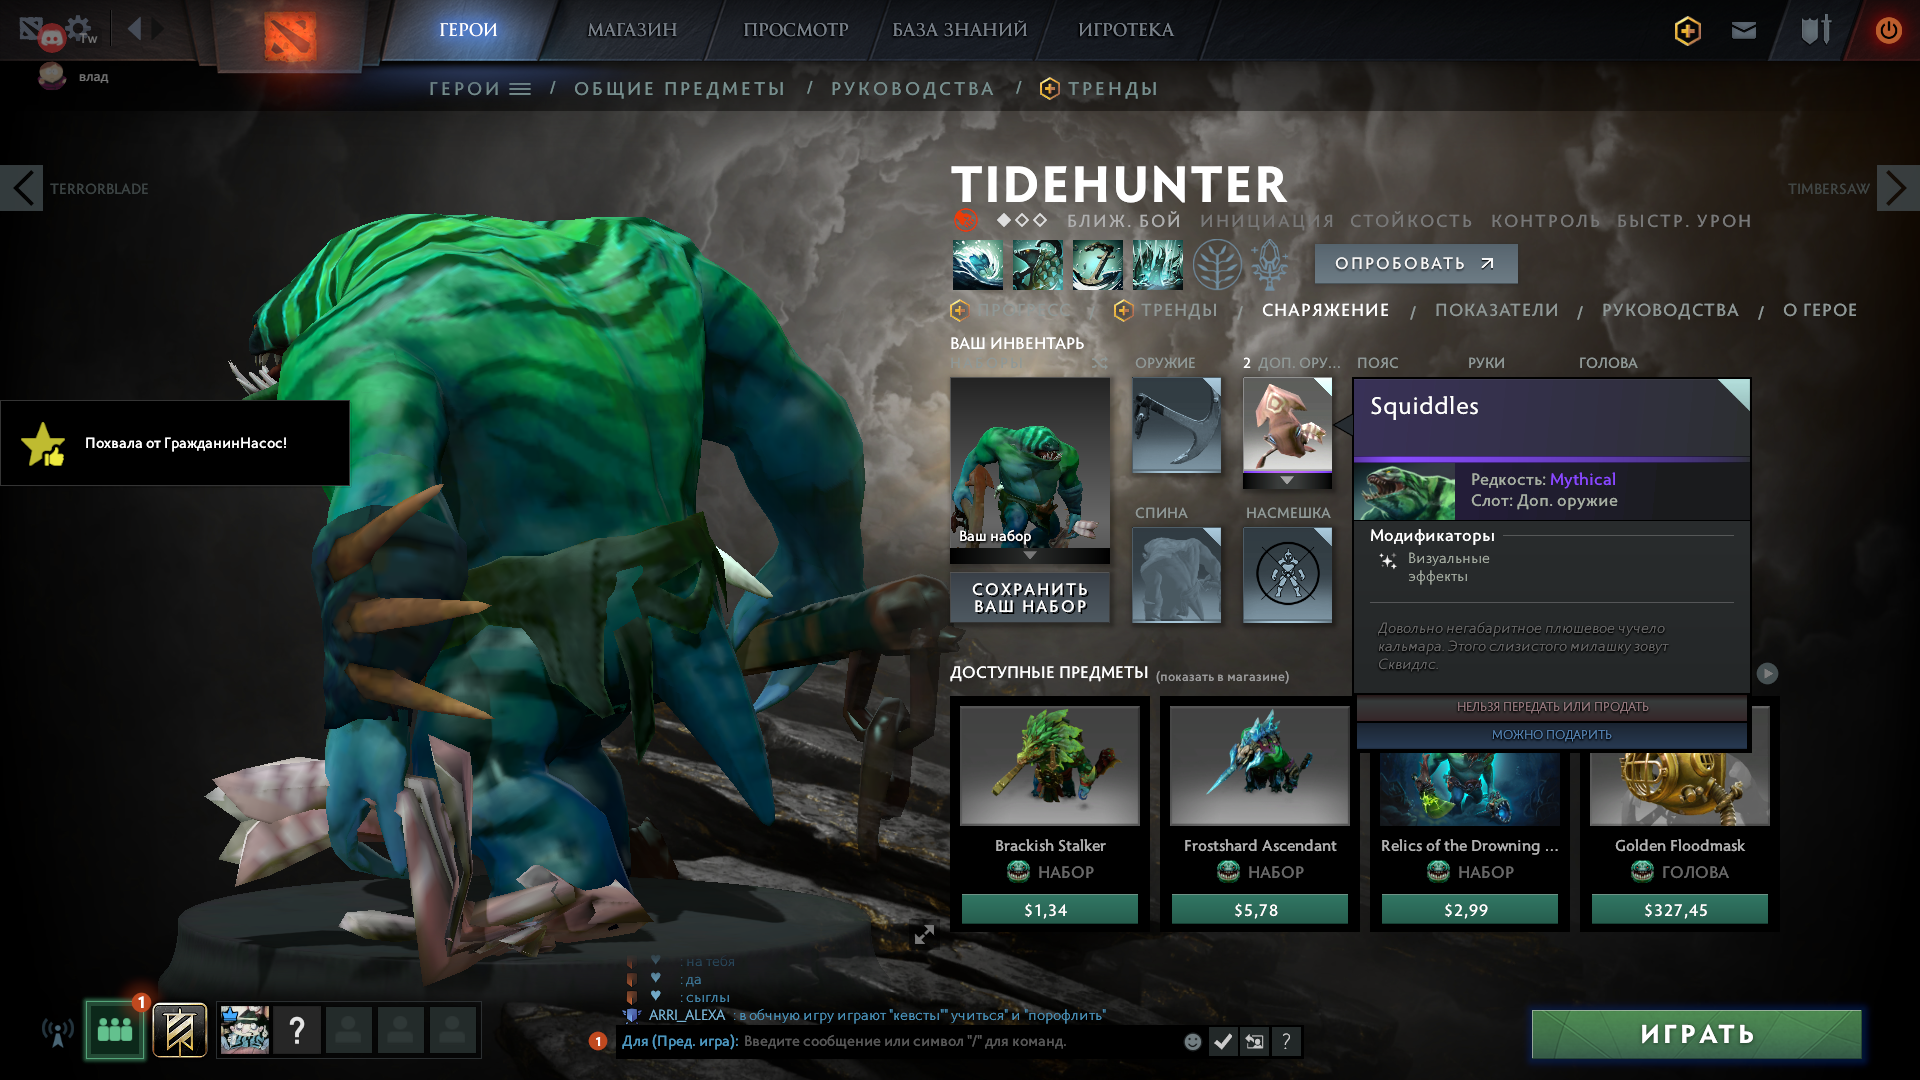 Tw
ГЕРОИ
МАГАЗИН
ПРОСМОТР
БАЗА ЗНАНИЙ
ИГРОТЕКА
влад
ГЕРОИ / ОБЩИЕ ПРЕДМЕТЫ / РУКОВОДСТВА / ТРЕНДЫ
TERRORBLADE
TIMBERSAW
TIDEHUNTER
БЛИЖ. БОЙ ИНИЦИАЦИЯ СТОЙКОСТЬ КОНТРОЛЬ БЫСТР. УРОН
ОПРОБОВАТЬ
ПРОГРЕСС / ТРЕНДЫ / СНАРЯЖЕНИЕ / ПОКАЗАТЕЛИ / РУКОВОДСТВА / О ГЕРОЕ
ВАШ ИНВЕНТАРЬ
ОРУЖИЕ
2 ДОП. ОРУ...
ПОЯС
РУКИ
ГОЛОВА
Ваш набор
СОХРАНИТЬ
ВАШ НАБОР
СПИНА
НАСМЕШКА
Squiddles
Редкость: Mythical
Слот: Доп. оружие
Модификаторы
Визуальные
эффекты
Довольно негабаритное плюшевое чучело
кальмара. Этого слизистого милашку зовут
Сквидлс.
НЕЛЬЗЯ ПЕРЕДАТЬ ИЛИ ПРОДАТЬ
МОЖНО ПОДАРИТЬ
Похвала от ГражданинНасос!
ДОСТУПНЫЕ ПРЕДМЕТЫ (показать в магазине)
Brackish Stalker
НАБОР
$1,34
Frostshard Ascendant
НАБОР
$5,78
Relics of the Drowning ...
НАБОР
$2,99
Golden Floodmask
ГОЛОВА
$327,45
: на тебя
: да
: сыглы
ARRI_ALEXA : в обчную игру играют "кевсты"" учиться" и "порофлить"
1
?
1
Для (Пред. игра): Введите сообщение или символ "/" для команд.
?
ИГРАТЬ